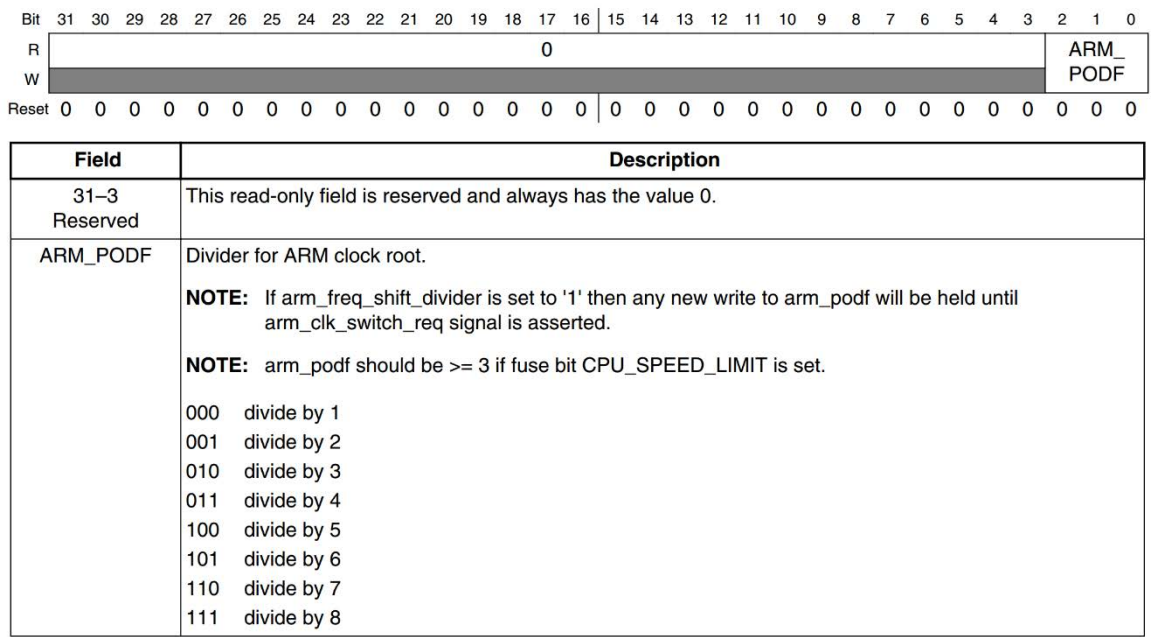 Bit 31 30 29 28 27 26 25 24 23 22 21 20 19 18 17 16 15 14 13 12 11 10 9 8 7 6 5 4 3 2 1 0
R 0 ARM_
W PODF
Reset 0 0 0 0 0 0 0 0 0 0 0 0 0 0 0 0 0 0 0 0 0 0 0 0 0 0 0 0 0 0 0 0
Field Description
31–3 This read-only field is reserved and always has the value 0.
Reserved
ARM_PODF Divider for ARM clock root.
NOTE: If arm_freq_shift_divider is set to '1' then any new write to arm_podf will be held until
arm_clk_switch_req signal is asserted.
NOTE: arm_podf should be >= 3 if fuse bit CPU_SPEED_LIMIT is set.
000 divide by 1
001 divide by 2
010 divide by 3
011 divide by 4
100 divide by 5
101 divide by 6
110 divide by 7
111 divide by 8